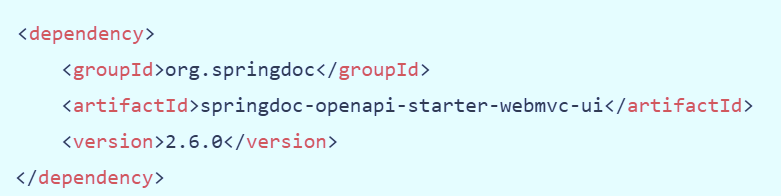 <dependency>
    <groupId>org.springdoc</groupId>
    <artifactId>springdoc-openapi-starter-webmvc-ui</artifactId>
    <version>2.6.0</version>
</dependency>